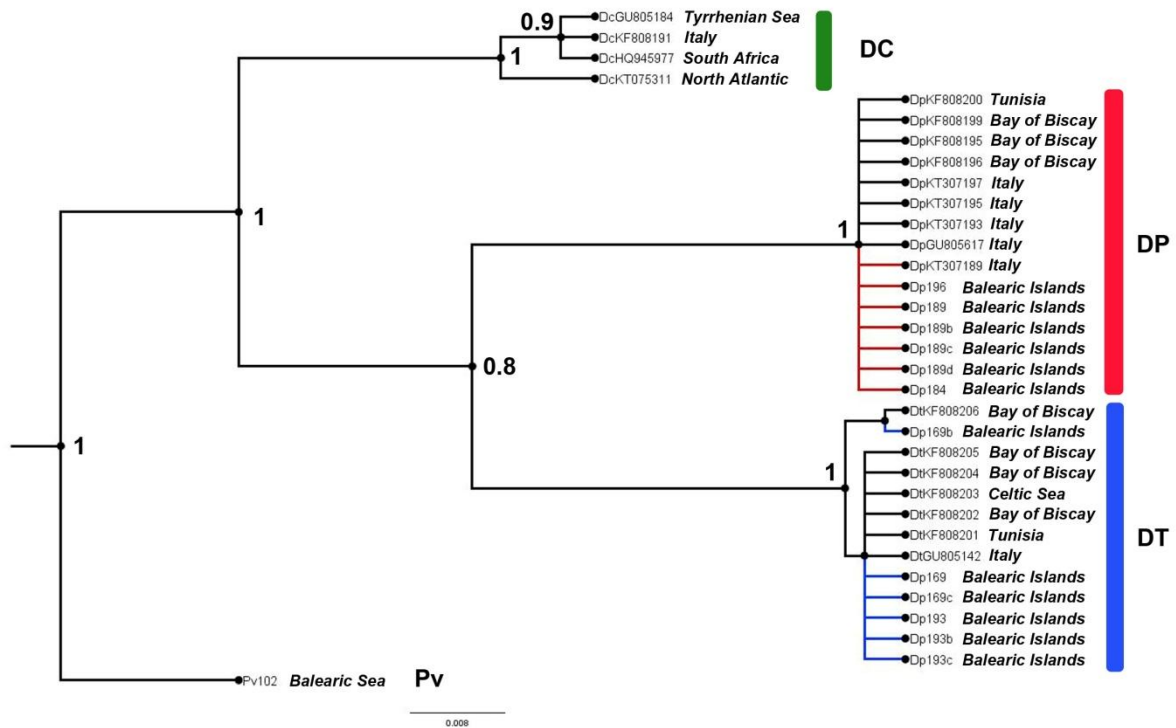 0.9
DcGU805184 Tyrrhenian Sea
DcKF808191 Italy
DcHQ945977 South Africa
DcKT075311 North Atlantic
1
DC
DpKF808200 Tunisia
DpKF808199 Bay of Biscay
DpKF808195 Bay of Biscay
DpKF808196 Bay of Biscay
DpKT307197 Italy
DpKT307195 Italy
DpKT307193 Italy
DpGU805617 Italy
DpKT307189 Italy
Dp196 Balearic Islands
Dp189 Balearic Islands
Dp189b Balearic Islands
Dp189c Balearic Islands
Dp189d Balearic Islands
Dp184 Balearic Islands
1
1
DP
0.8
DtKF808206 Bay of Biscay
Dp169b Balearic Islands
DtKF808205 Bay of Biscay
DtKF808204 Bay of Biscay
DtKF808203 Celtic Sea
DtKF808202 Bay of Biscay
DtKF808201 Tunisia
DtGU805142 Italy
Dp169 Balearic Islands
Dp169c Balearic Islands
Dp193 Balearic Islands
Dp193b Balearic Islands
Dp193c Balearic Islands
1
1
DT
Pv102 Balearic Sea
Pv
0.008